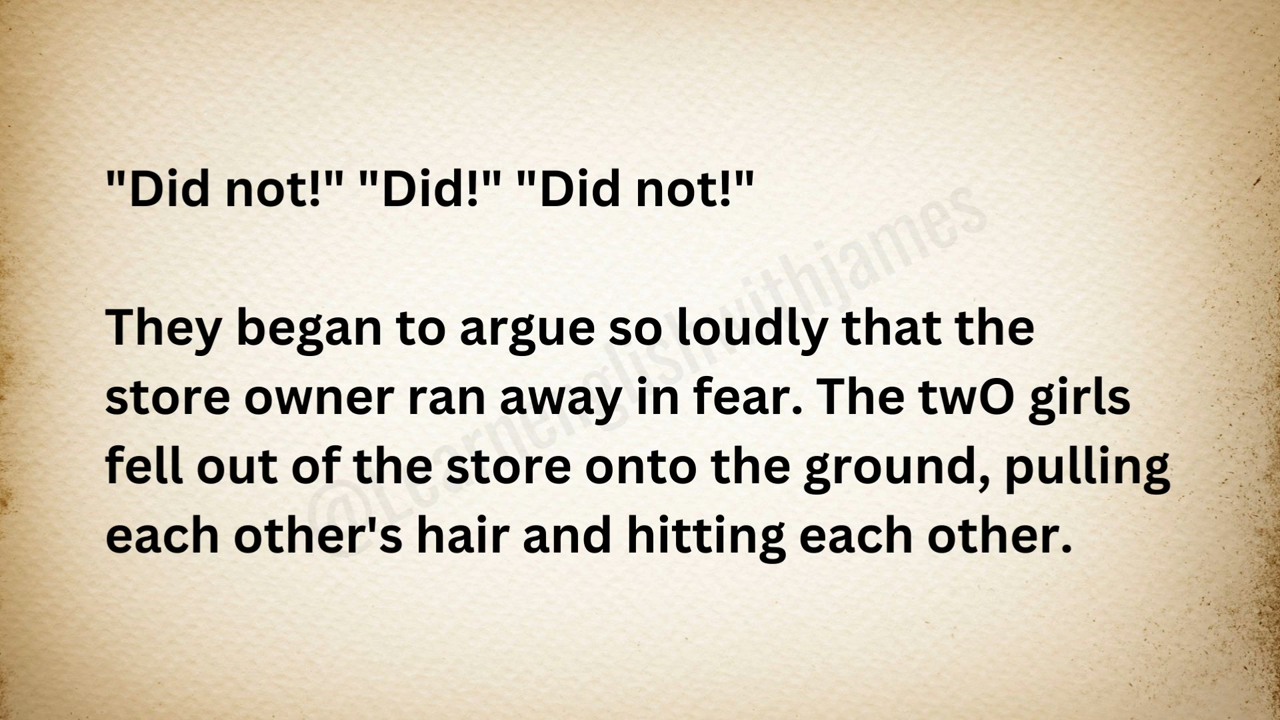 "Did not!" "Did!" "Did not!"
They began to argue so loudly that the
store owner ran away in fear. The twO girls
fell out of the store onto the ground, pulling
each other's hair and hitting each other.
@Learnenglishwithjames